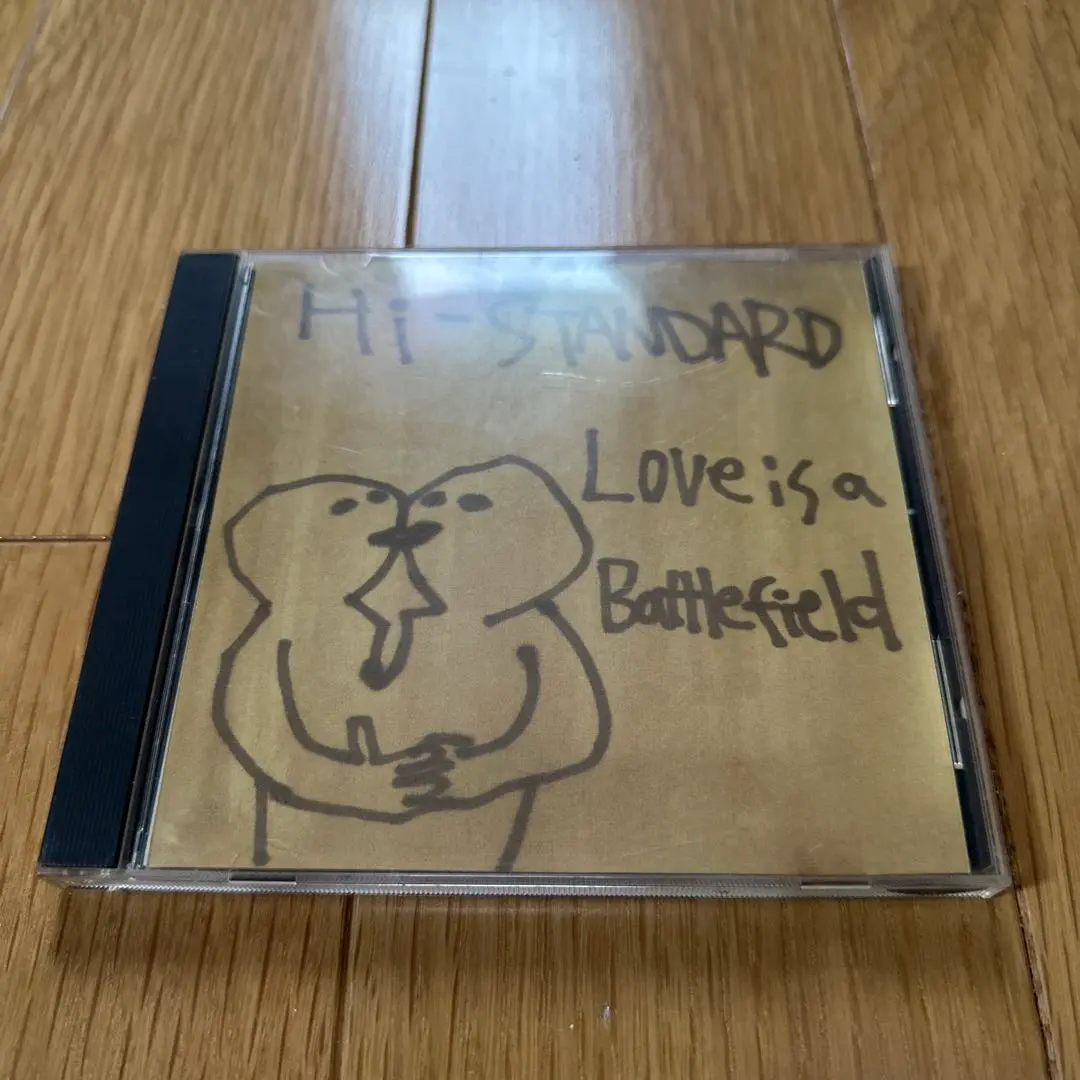 Hi-STANDARD
Love is a
Battlefield